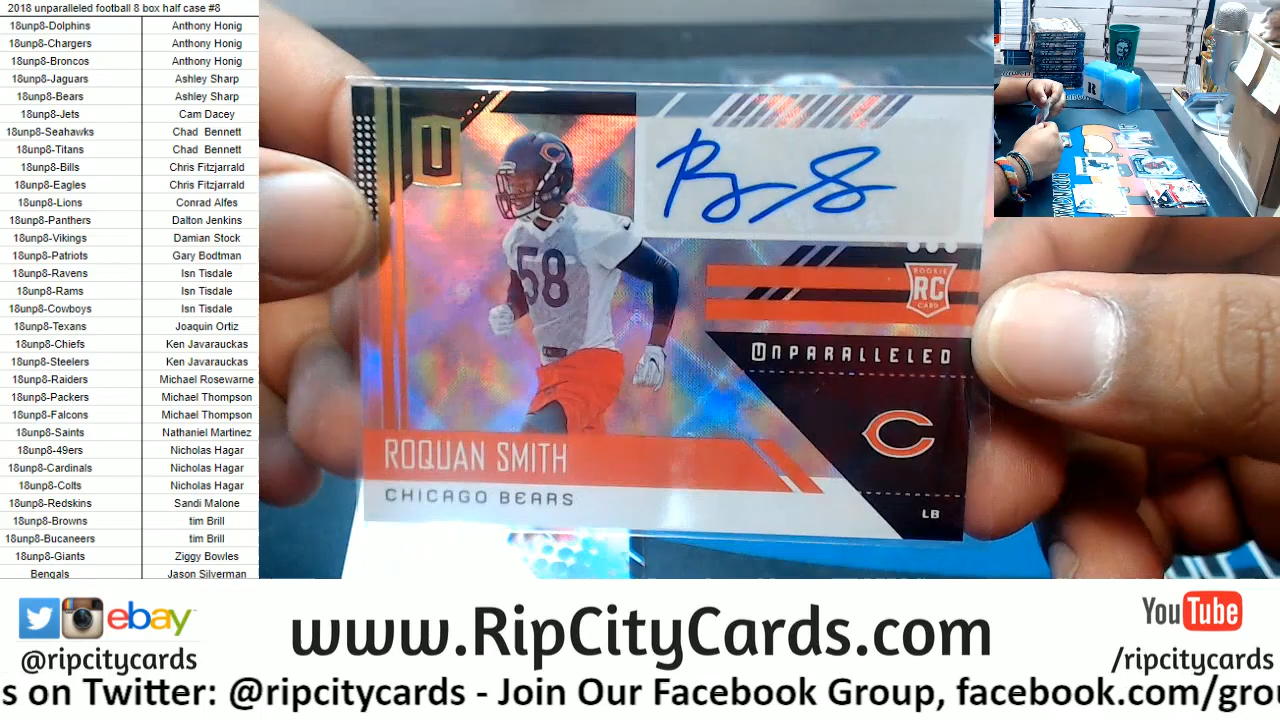 2018 unparalleled football 8 box half case #8
18unp8-Dolphins Anthony Honig
18unp8-Chargers Anthony Honig
18unp8-Broncos Anthony Honig
18unp8-Jaguars Ashley Sharp
18unp8-Bears Ashley Sharp
18unp8-Jets Cam Dacey
18unp8-Seahawks Chad Bennett
18unp8-Titans Chad Bennett
18unp8-Bills Chris Fitzjarrald
18unp8-Eagles Chris Fitzjarrald
18unp8-Lions Conrad Alfes
18unp8-Panthers Dalton Jenkins
18unp8-Vikings Damian Stock
18unp8-Patriots Gary Bodtman
18unp8-Ravens Isn Tisdale
18unp8-Rams Isn Tisdale
18unp8-Cowboys Isn Tisdale
18unp8-Texans Joaquin Ortiz
18unp8-Chiefs Ken Javarauckas
18unp8-Steelers Ken Javarauckas
18unp8-Raiders Michael Rosewarne
18unp8-Packers Michael Thompson
18unp8-Falcons Michael Thompson
18unp8-Saints Nathaniel Martinez
18unp8-49ers Nicholas Hagar
18unp8-Cardinals Nicholas Hagar
18unp8-Colts Nicholas Hagar
18unp8-Redskins Sandi Malone
18unp8-Browns tim Brill
18unp8-Bucaneers tim Brill
18unp8-Giants Ziggy Bowles
Bengals Jason Silverman
U
58
ROOKIE
RC
CARD
UNPARALLELED
ROQUAN SMITH
CHICAGO BEARS
LB
ebay
@ripcitycards
www.RipCityCards.com
YouTube
/ripcitycards
s on Twitter: @ripcitycards - Join Our Facebook Group, facebook.com/grou